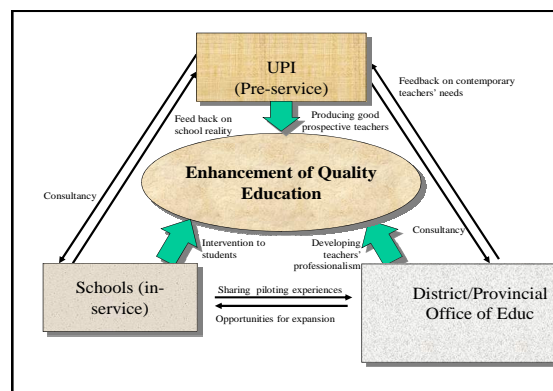 UPI
(Pre-service)
Feedback on contemporary
teachers' needs
Feed back on
school reality
Producing good
prospective teachers
Enhancement of Quality
Education
Consultancy
Intervention to
students
Developing
teachers'
professionalism
Consultancy
Schools (in-
service)
Sharing piloting experiences
Opportunities for expansion
District/Provincial
Office of Educ